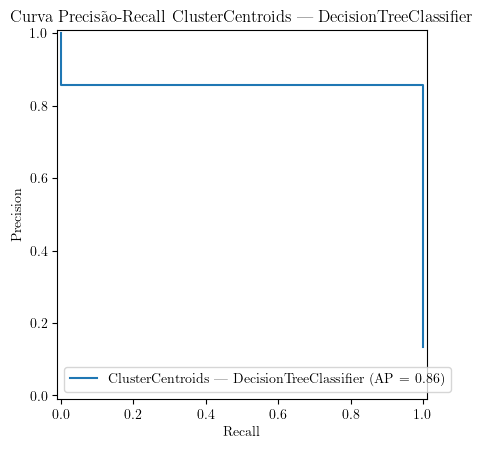 Curva Precisão-Recall ClusterCentroids — DecisionTreeClassifier
1.0
0.8
0.6
0.4
0.2
0.0
Precision
ClusterCentroids — DecisionTreeClassifier (AP = 0.86)
0.0 0.2 0.4 0.6 0.8 1.0
Recall